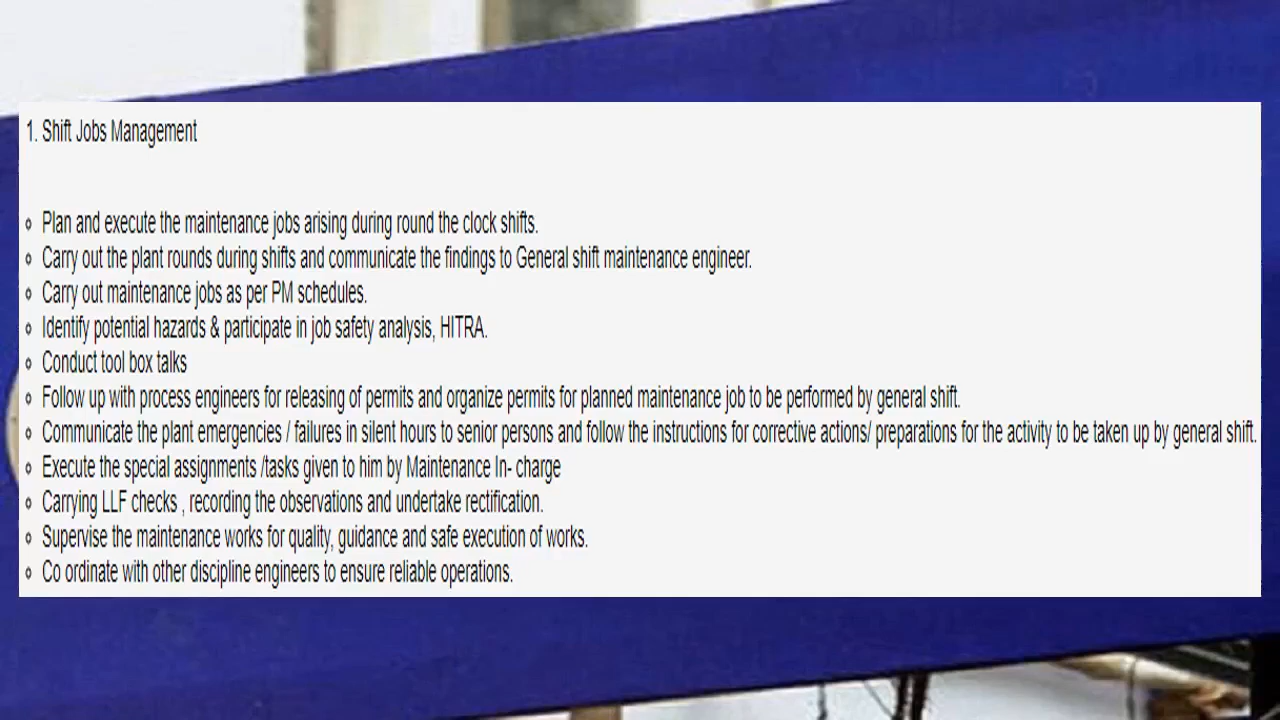 1. Shift Jobs Management
Plan and execute the maintenance jobs arising during round the clock shifts.
Carry out the plant rounds during shifts and communicate the findings to General shift maintenance engineer.
Carry out maintenance jobs as per PM schedules.
Identify potential hazards & participate in job safety analysis, HITRA.
Conduct tool box talks
Follow up with process engineers for releasing of permits and organize permits for planned maintenance job to be performed by general shift.
Communicate the plant emergencies / failures in silent hours to senior persons and follow the instructions for corrective actions/ preparations for the activity to be taken up by general shift.
Execute the special assignments /tasks given to him by Maintenance In- charge
Carrying LLF checks , recording the observations and undertake rectification.
Supervise the maintenance works for quality, guidance and safe execution of works.
Co ordinate with other discipline engineers to ensure reliable operations.